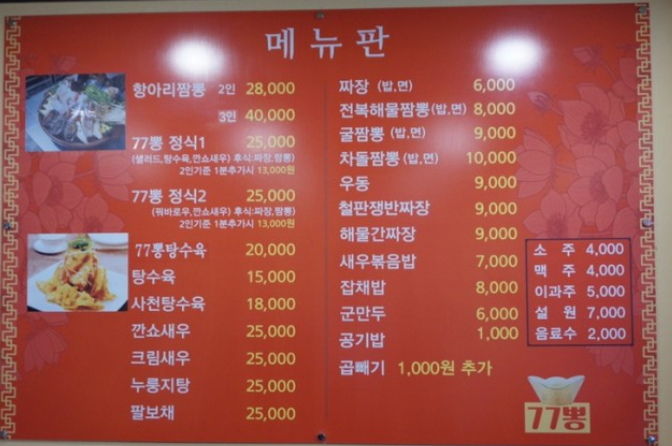 메뉴판
항아리짬뽕 2인 28,000
3인 40,000
77뽕 정식1 25,000
(샐러드,탕수육,깐쇼새우) 후식:짜장,짬뽕)
2인기준 1분추가시 13,000원
77뽕 정식2 25,000
(꿔바로우,깐쇼새우) 후식:짜장,짬뽕)
2인기준 1분추가시 13,000원
77뽕탕수육 20,000
탕수육 15,000
사천탕수육 18,000
깐쇼새우 25,000
크림새우 25,000
누룽지탕 25,000
팔보채 25,000
짜장 (밥,면) 6,000
전복해물짬뽕(밥,면) 8,000
굴짬뽕 (밥,면) 9,000
차돌짬뽕 (밥,면) 10,000
우동 9,000
철판쟁반짜장 9,000
해물간짜장 9,000
새우볶음밥 7,000
잡채밥 8,000
군만두 6,000
공기밥 1,000
곱빼기 1,000원 추가
소 주 4,000
맥 주 4,000
이과주 5,000
설 원 7,000
음료수 2,000
77뽕